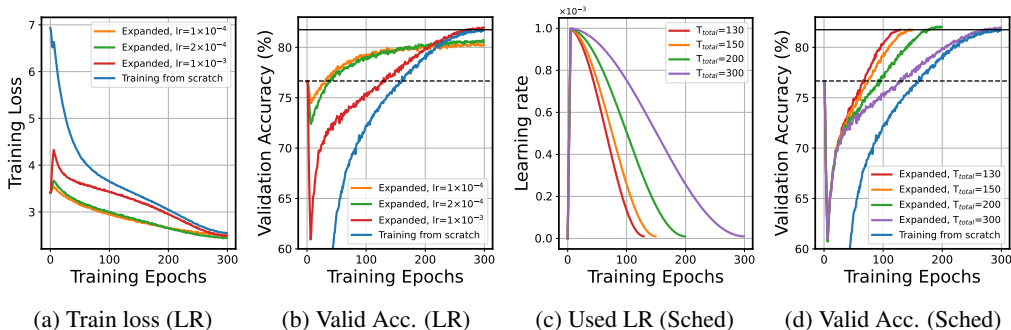 Training Loss
7
6
5
4
3
0
100
200
300
Training Epochs
Expanded, lr=1×10⁻⁴
Expanded, lr=2×10⁻⁴
Expanded, lr=1×10⁻³
Training from scratch
(a) Train loss (LR)
Validation Accuracy (%)
80
75
70
65
60
0
100
200
300
Training Epochs
Expanded, lr=1×10⁻⁴
Expanded, lr=2×10⁻⁴
Expanded, lr=1×10⁻³
Training from scratch
(b) Valid Acc. (LR)
×10⁻³
Learning rate
1.0
0.8
0.6
0.4
0.2
0.0
0
100
200
300
Training Epochs
T_total=130
T_total=150
T_total=200
T_total=300
(c) Used LR (Sched)
Validation Accuracy (%)
80
75
70
65
60
0
100
200
300
Training Epochs
Expanded, T_total=130
Expanded, T_total=150
Expanded, T_total=200
Expanded, T_total=300
Training from scratch
(d) Valid Acc. (Sched)